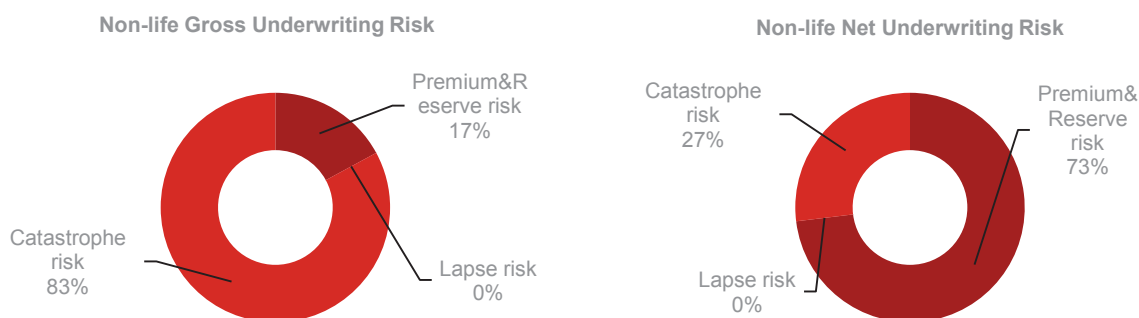 Non-life Gross Underwriting Risk
Premium&R
eserve risk
17%
Catastrophe
risk
83%
Lapse risk
0%
Non-life Net Underwriting Risk
Catastrophe
risk
27%
Premium&
Reserve
risk
73%
Lapse risk
0%